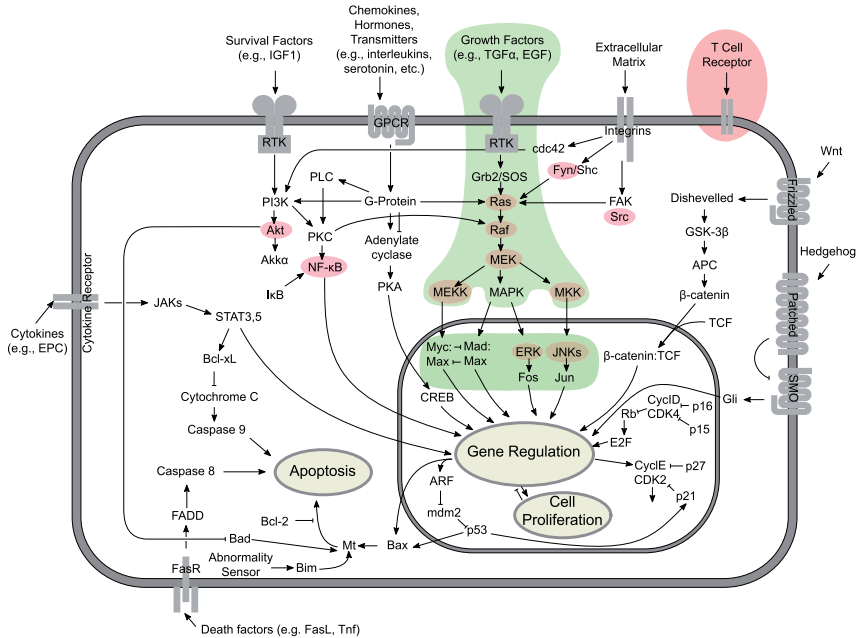 Chemokines,
Hormones,
Transmitters
(e.g., interleukins,
serotonin, etc.)
Survival Factors
(e.g., IGF1)
Growth Factors
(e.g., TGFα, EGF)
Extracellular
Matrix
T Cell
Receptor
RTK
GPCR
RTK
Integrins
cdc42
Wnt
Fyn/Shc
Grb2/SOS
PLC
PI3K
G-Protein
Ras
FAK
Src
Dishevelled
Frizzled
Akt
PKC
Raf
GSK-3β
Akkα
Adenylate
cyclase
NF-κB
MEK
APC
Hedgehog
IκB
PKA
MEKK
MAPK
MKK
β-catenin
Patched
Cytokine Receptor
JAKs
STAT3,5
TCF
Cytokines
(e.g., EPC)
Myc:
Mad:
Max
Max
ERK
JNKs
β-catenin:TCF
Bcl-xL
Fos
Jun
SMO
Cytochrome C
CREB
Gli
CycID
p16
CDK4
Rb
p15
Caspase 9
E2F
Gene Regulation
Caspase 8
Apoptosis
ARF
CyclE
p27
CDK2
p21
FADD
Bcl-2
mdm2
Cell
Proliferation
p53
Bad
Mt
Bax
FasR
Abnormality
Sensor
Bim
Death factors (e.g. FasL, Tnf)